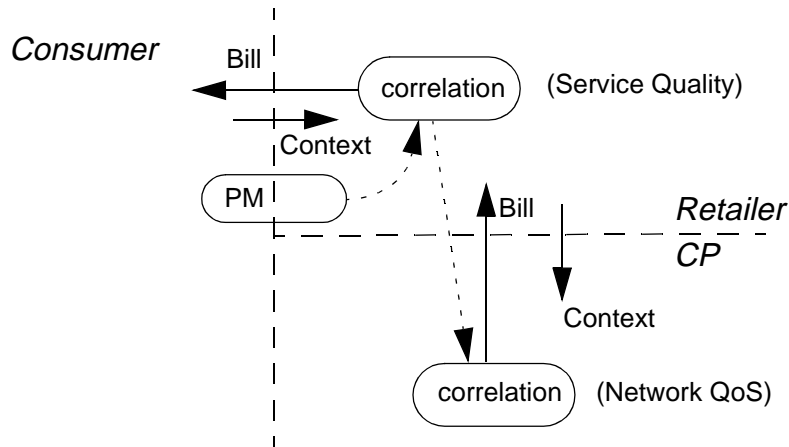 Consumer
Bill
correlation
(Service Quality)
Context
PM
Bill
Retailer
CP
Context
correlation
(Network QoS)